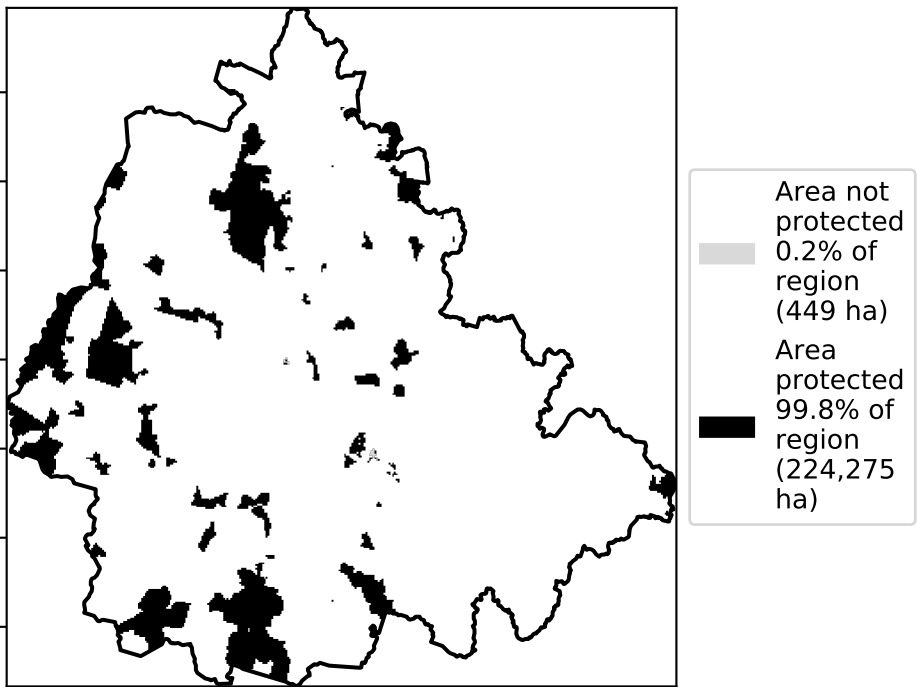 Area not
protected
0.2% of
region
(449 ha)
Area
protected
99.8% of
region
(224,275
ha)